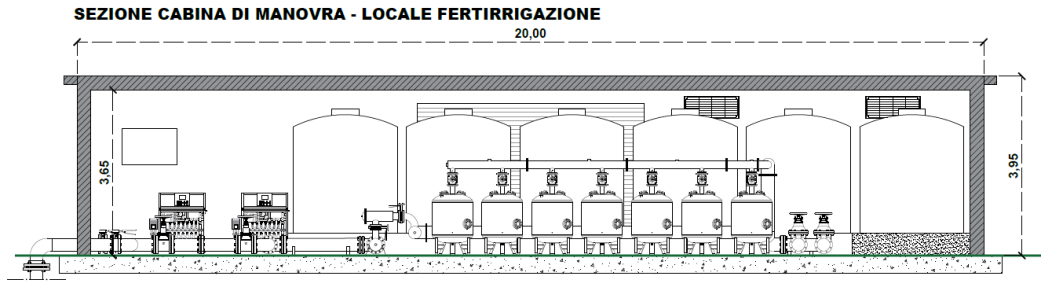 SEZIONE CABINA DI MANOVRA - LOCALE FERTIRRIGAZIONE
20,00
3,65
3,95